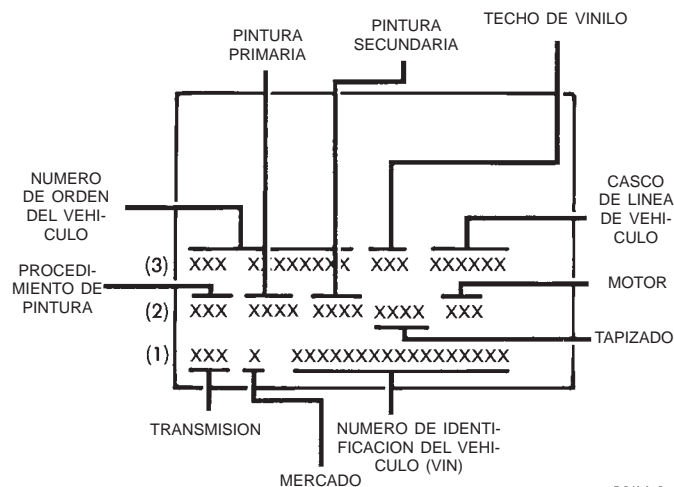 PINTURA
PRIMARIA
PINTURA
SECUNDARIA
TECHO DE VINILO
NUMERO
DE ORDEN
DEL VEHI-
CULO
CASCO
DE LINEA
DE VEHI-
CULO
(3) XXX XXXXXXXX XXX XXXXXX
PROCEDI-
MIENTO DE
PINTURA
MOTOR
(2) XXX XXXX XXXX XXXX XXX
TAPIZADO
(1) XXX X XXXXXXXXXXXXXXXXX
TRANSMISION
MERCADO
NUMERO DE IDENTI-
FICACION DEL VEHI-
CULO (VIN)